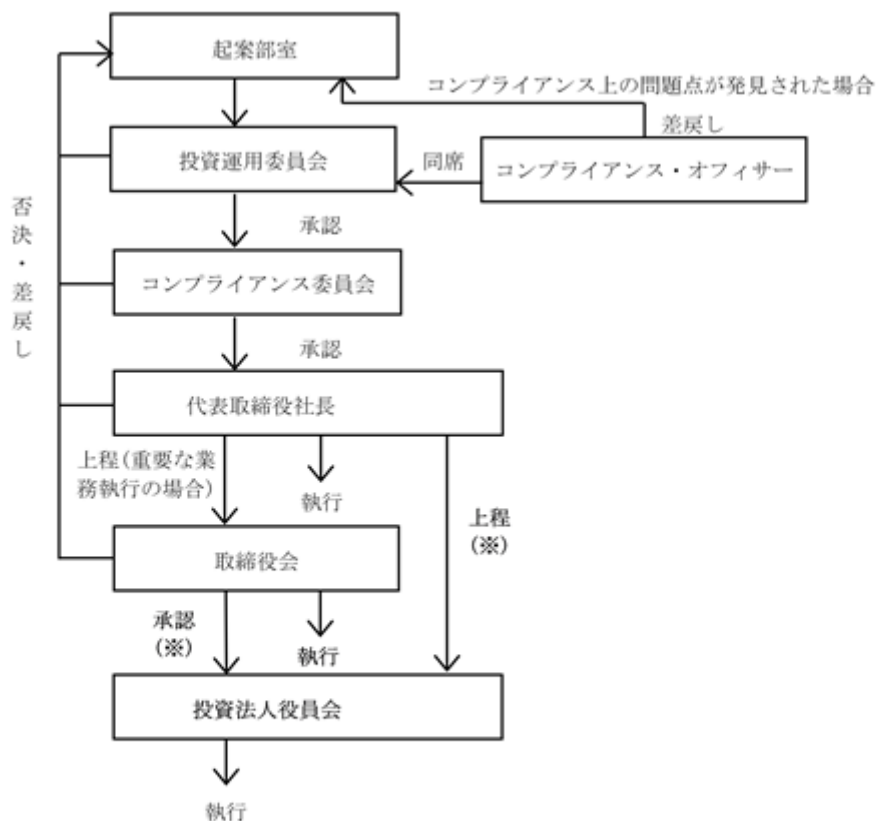 起案部室
コンプライアンス上の問題点が発見された場合
差戻し
投資運用委員会
同席
コンプライアンス・オフィサー
否決・差戻し
承認
コンプライアンス委員会
承認
代表取締役社長
上程(重要な業
務執行の場合)
執行
上程
(※)
取締役会
承認
(※)
執行
投資法人役員会
執行